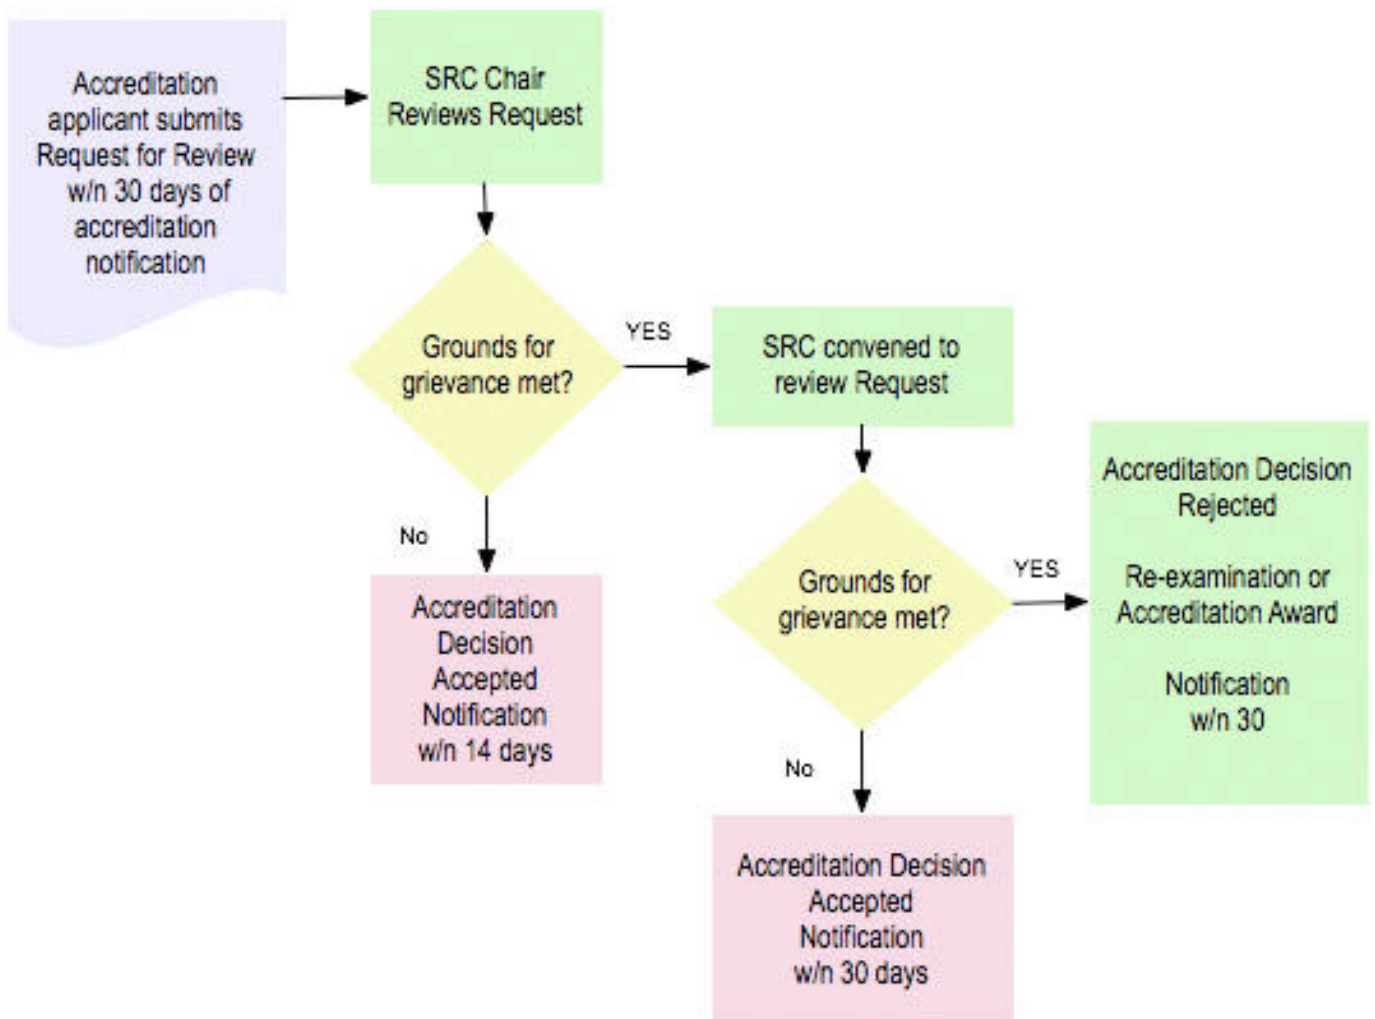 Accreditation
applicant submits
Request for Review
w/n 30 days of
accreditation
notification
SRC Chair
Reviews Request
Grounds for
grievance met?
YES
No
SRC convened to
review Request
Accreditation
Decision
Accepted
Notification
w/n 14 days
Grounds for
grievance met?
YES
No
Accreditation Decision
Rejected
Re-examination or
Accreditation Award
Notification
w/n 30
Accreditation Decision
Accepted
Notification
w/n 30 days